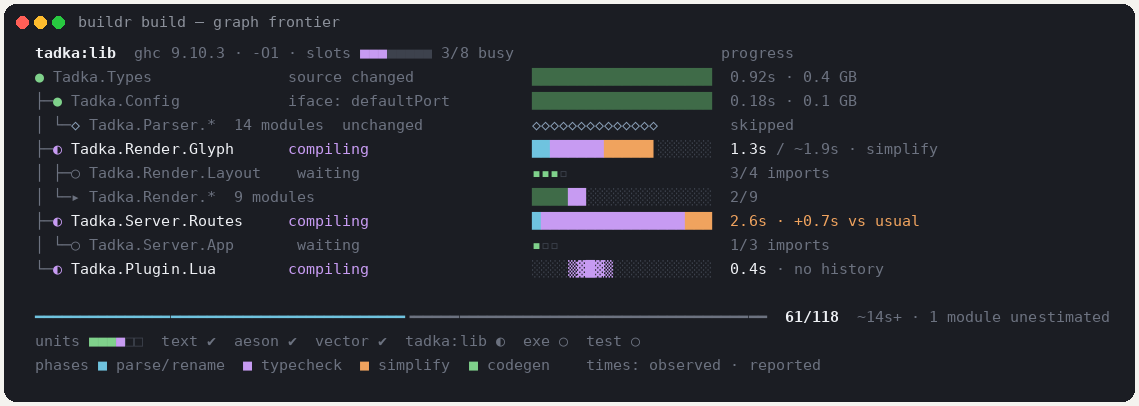 buildr build — graph frontier
tadka:lib ghc 9.10.3 · -O1 · slots 3/8 busy progress
● Tadka.Types source changed 0.92s · 0.4 GB
├─● Tadka.Config iface: defaultPort 0.18s · 0.1 GB
│ └─◇ Tadka.Parser.* 14 modules unchanged ◇◇◇◇◇◇◇◇◇◇◇◇◇◇ skipped
├─◐ Tadka.Render.Glyph compiling 1.3s / ~1.9s · simplify
│ ├─○ Tadka.Render.Layout waiting ▪▪▪▫ 3/4 imports
│ └─▸ Tadka.Render.* 9 modules 2/9
├─◐ Tadka.Server.Routes compiling 2.6s · +0.7s vs usual
│ └─○ Tadka.Server.App waiting ▪▫▫ 1/3 imports
└─◐ Tadka.Plugin.Lua compiling 0.4s · no history
61/118 ~14s+ · 1 module unestimated
units ■■■■□□ text ✔ aeson ✔ vector ✔ tadka:lib ◐ exe ○ test ○
phases ■ parse/rename ■ typecheck ■ simplify ■ codegen times: observed · reported